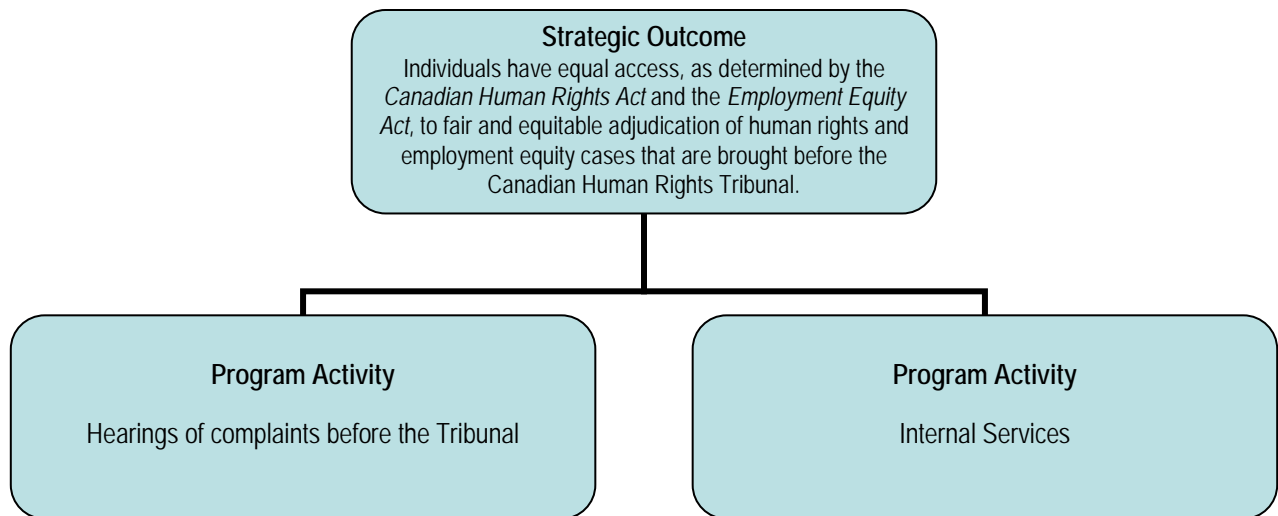 Strategic Outcome
Individuals have equal access, as determined by the
Canadian Human Rights Act and the Employment Equity
Act, to fair and equitable adjudication of human rights and
employment equity cases that are brought before the
Canadian Human Rights Tribunal.
Program Activity
Hearings of complaints before the Tribunal
Program Activity
Internal Services